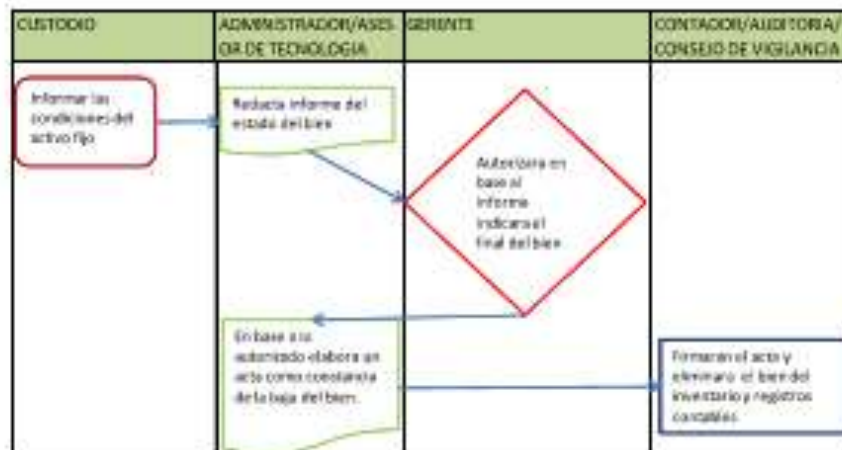 CUSTODIO
ADMINISTRADOR/ASES
OR DE TECNOLOGIA
GERENTE
CONTADOR/AUDITORIA/
CONSEJO DE VIGILANCIA
Informar las
condiciones del
activo fijo
Redacta informe del
estado del bien
Autorizara en
base al
informe
indicara el
final del bien
En base a lo
autorizado elabora un
acta como constancia
de la baja del bien.
Firmaran el acta y
eliminara el bien del
inventario y registros
contables